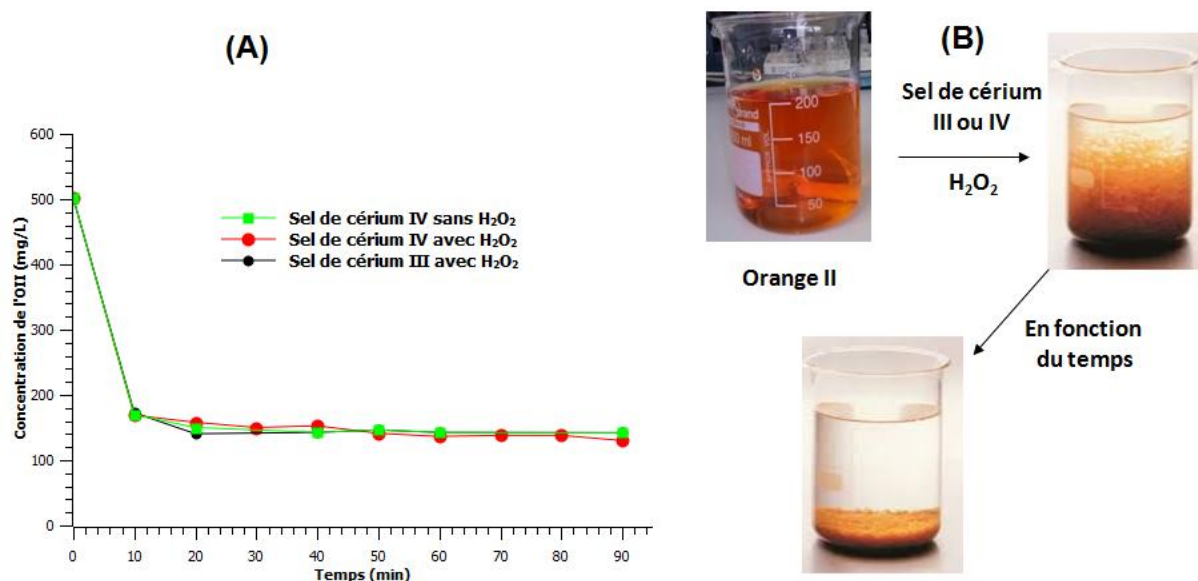 (A)
Concentration de l'OII (mg/L)
600
500
400
300
200
100
0
Sel de cérium IV sans H₂O₂
Sel de cérium IV avec H₂O₂
Sel de cérium III avec H₂O₂
0 10 20 30 40 50 60 70 80 90
Temps (min)
(B)
200
150
100
50
Orange II
Sel de cérium
III ou IV
H₂O₂
En fonction
du temps